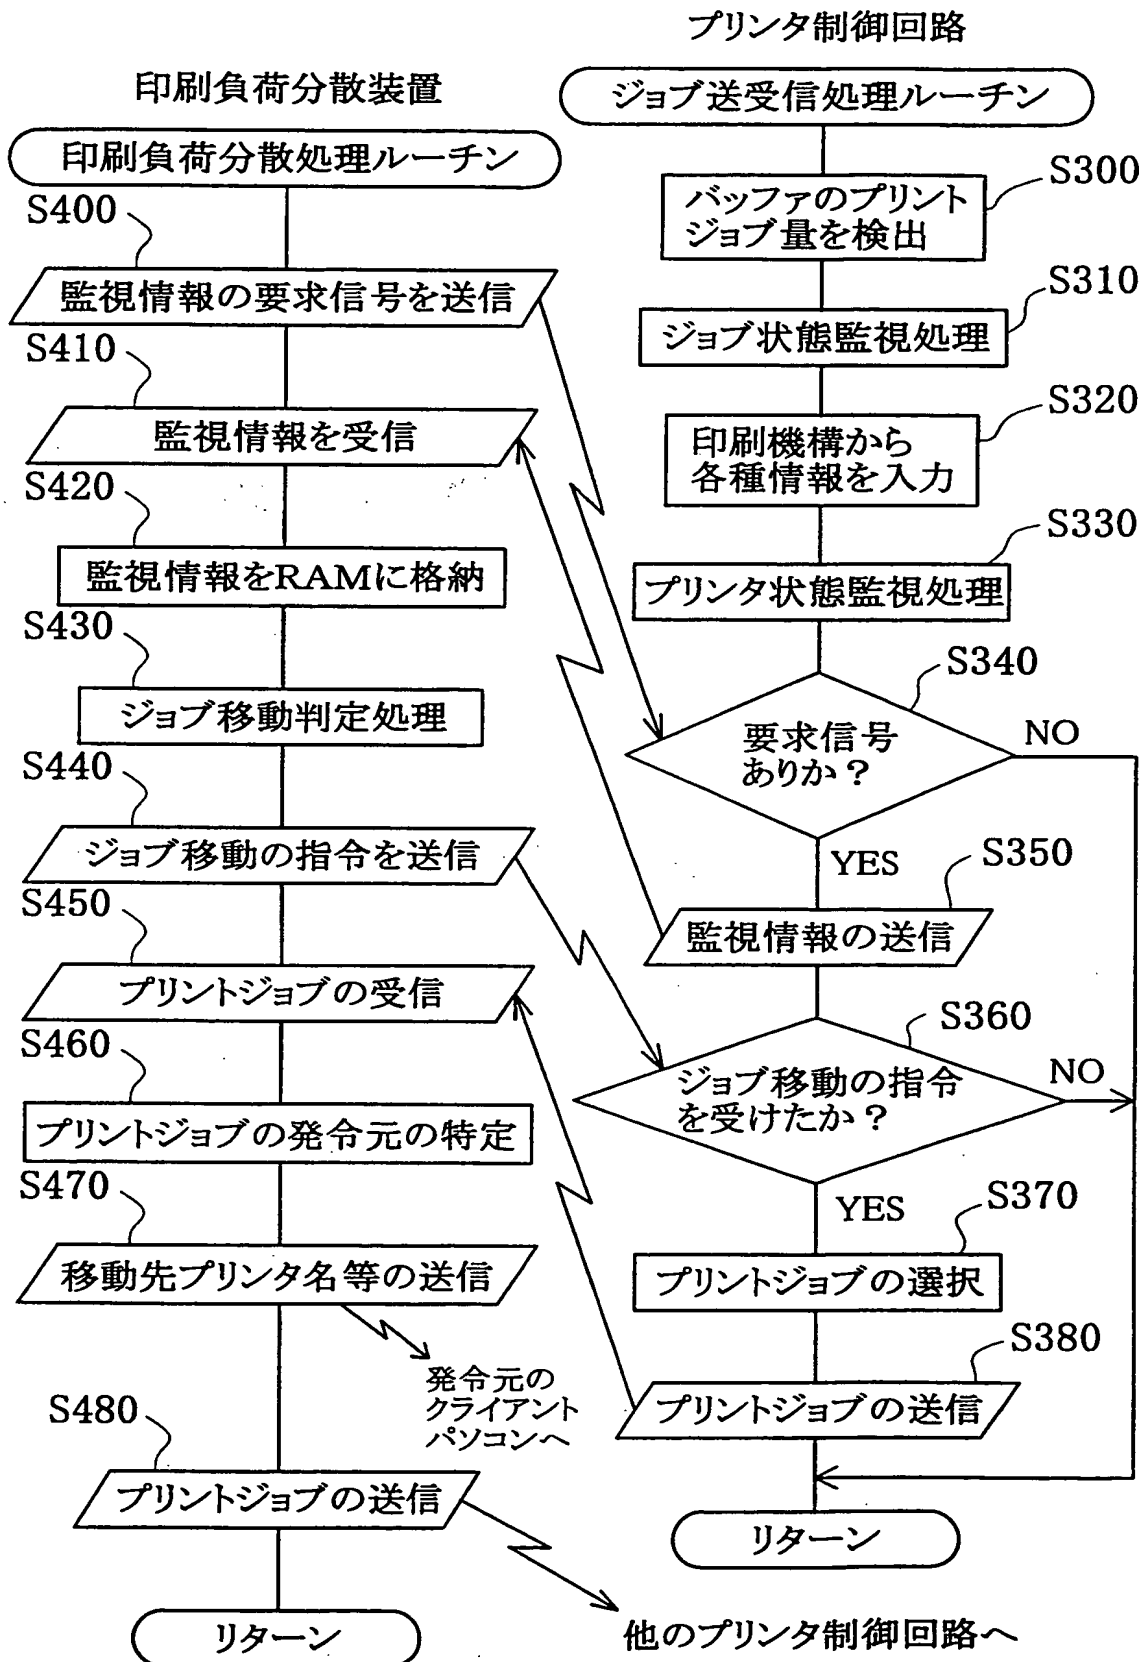 印刷負荷分散装置
印刷負荷分散処理ルーチン
S400
監視情報の要求信号を送信
S410
監視情報を受信
S420
監視情報をRAMに格納
S430
ジョブ移動判定処理
S440
ジョブ移動の指令を送信
S450
プリントジョブの受信
S460
プリントジョブの発令元の特定
S470
移動先プリンタ名等の送信
発令元の
クライアント
パソコンへ
S480
プリントジョブの送信
他のプリンタ制御回路へ
リターン
プリンタ制御回路
ジョブ送受信処理ルーチン
S300
バッファのプリント
ジョブ量を検出
S310
ジョブ状態監視処理
S320
印刷機構から
各種情報を入力
S330
プリンタ状態監視処理
S340
要求信号
ありか？
NO
YES
S350
監視情報の送信
S360
ジョブ移動の指令
を受けたか？
NO
YES
S370
プリントジョブの選択
S380
プリントジョブの送信
リターン